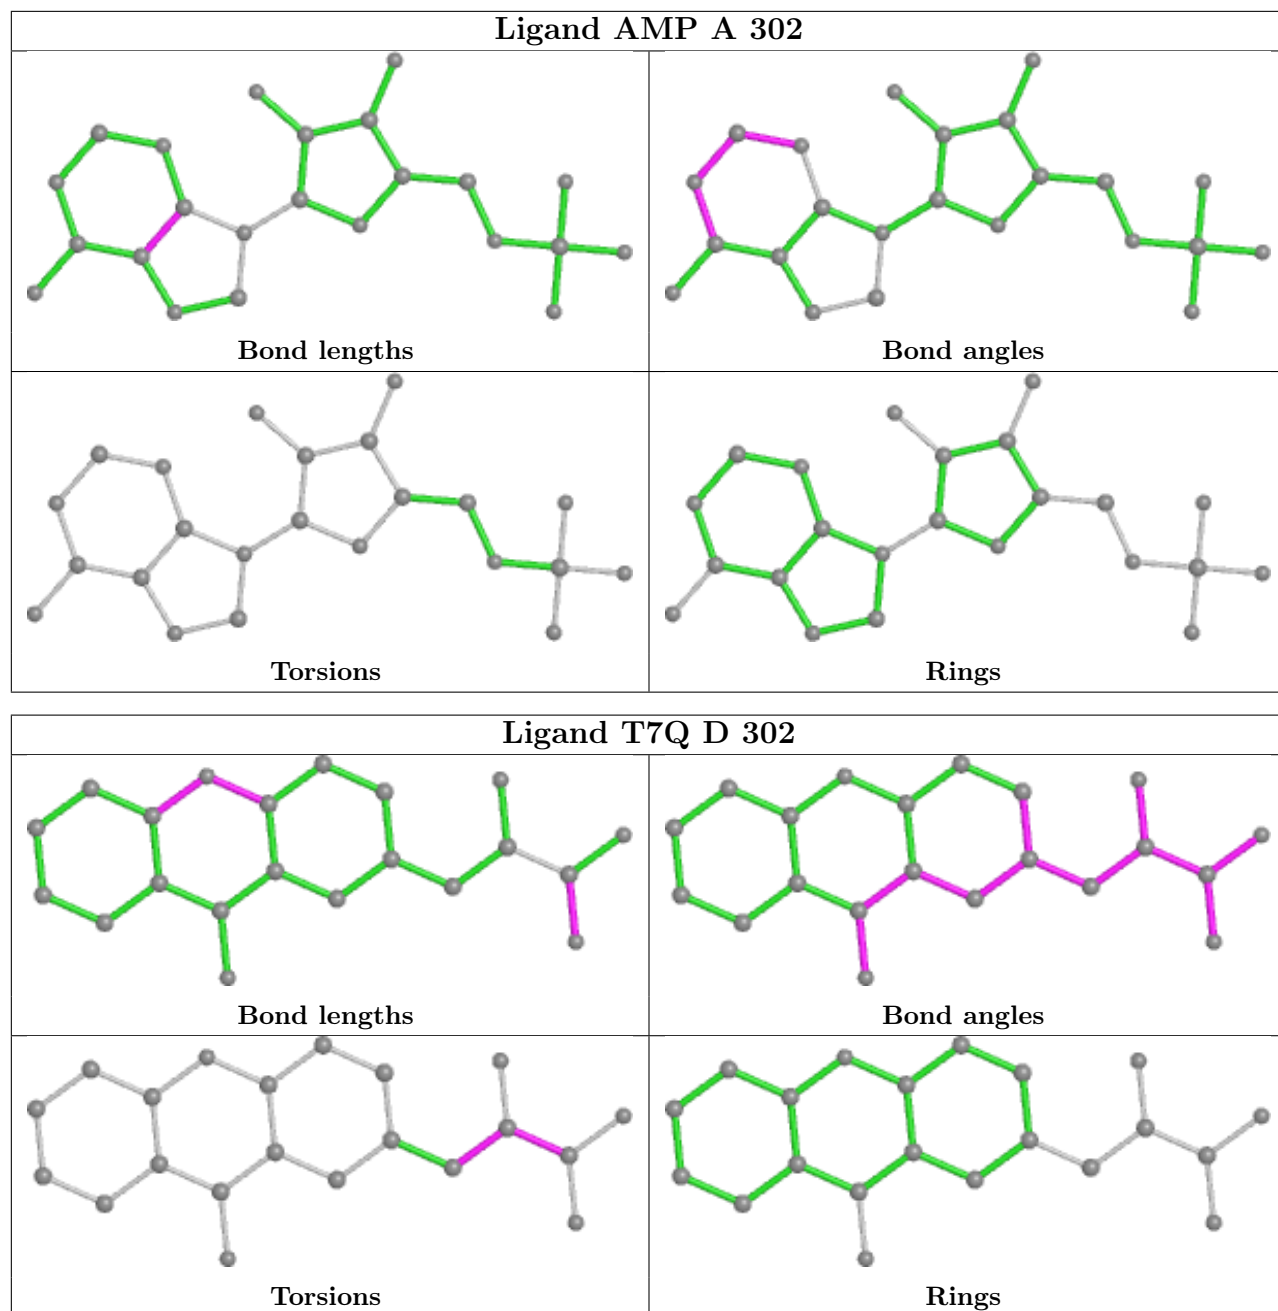 Ligand AMP A 302
Bond lengths
Bond angles
Torsions
Rings
Ligand T7Q D 302
Bond lengths
Bond angles
Torsions
Rings